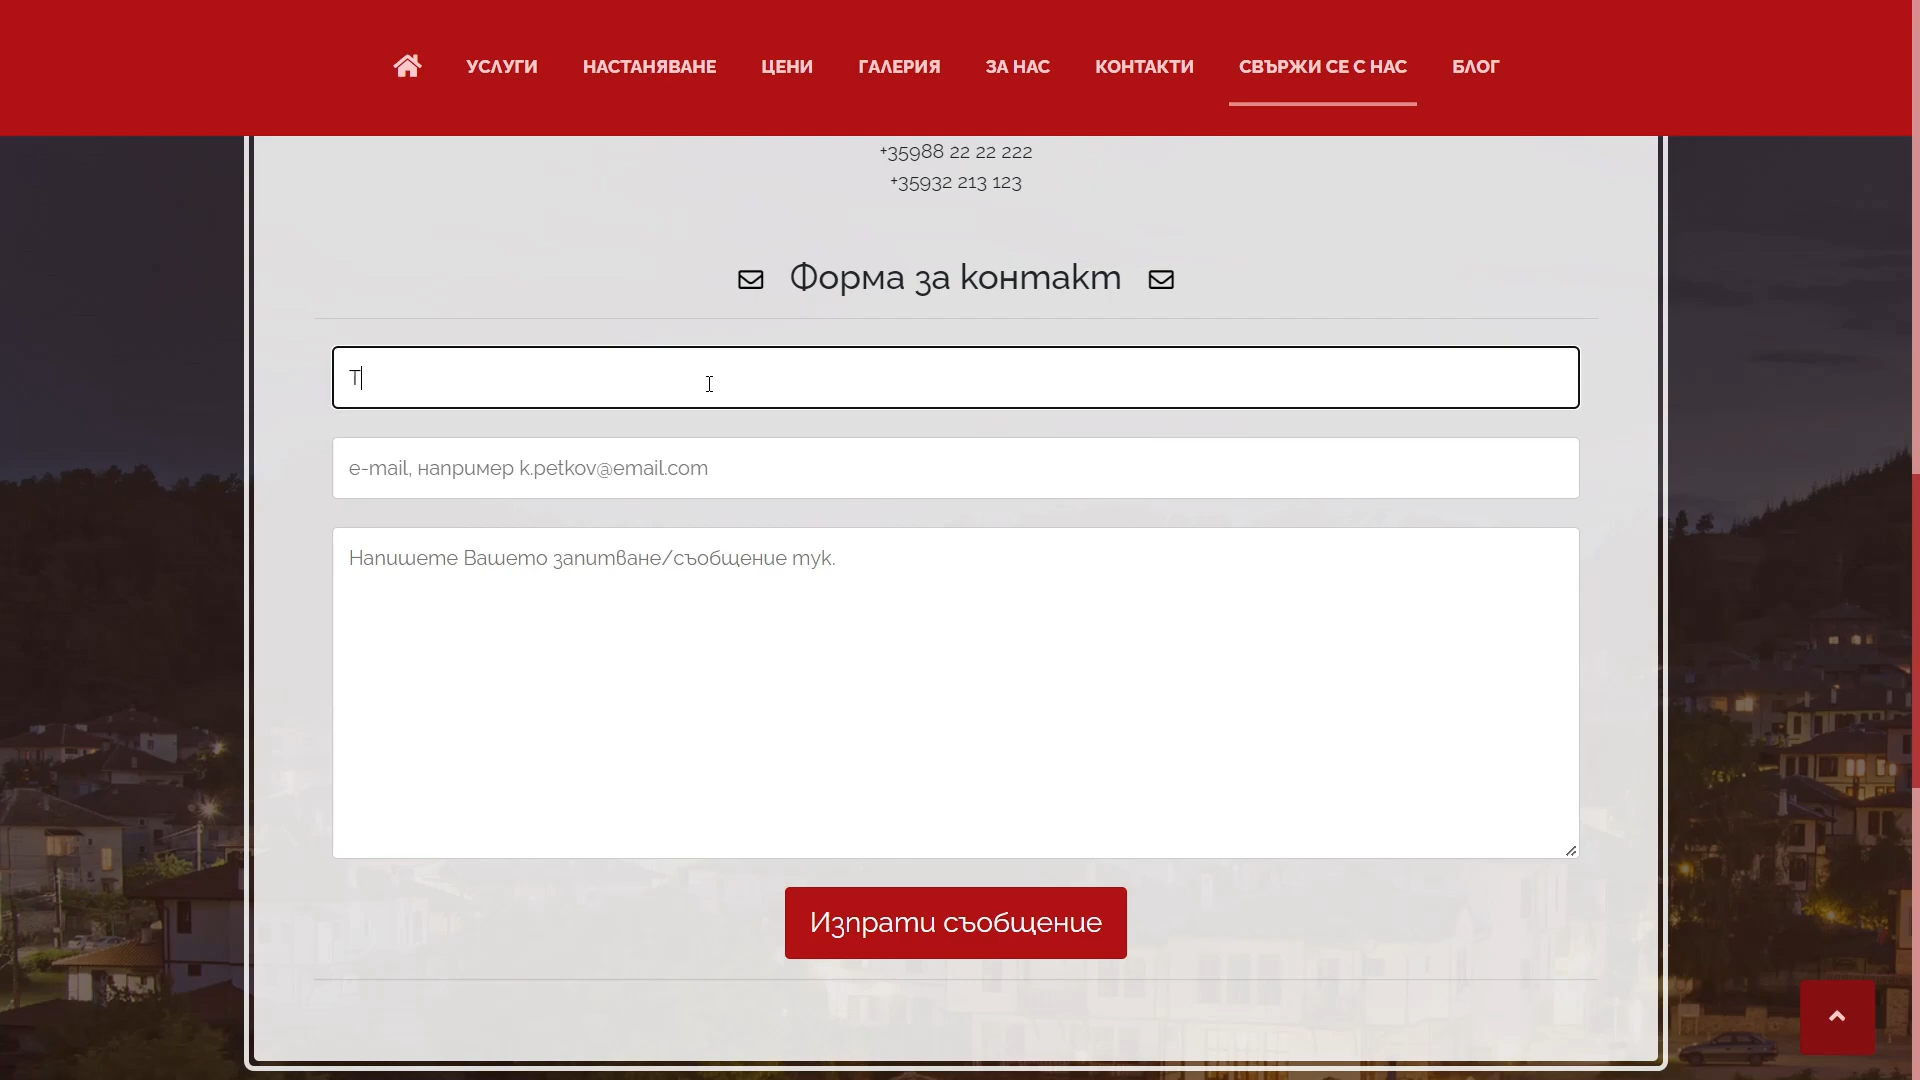 УСЛУГИ НАСТАНЯВАНЕ ЦЕНИ ГАЛЕРИЯ ЗА НАС КОНТАКТИ СВЪРЖИ СЕ С НАС БЛОГ
+35988 22 22 222
+35932 213 123
Форма за контакт
T
e-mail, например k.petkov@email.com
Напишете Вашето запитване/съобщение тук.
Изпрати съобщение